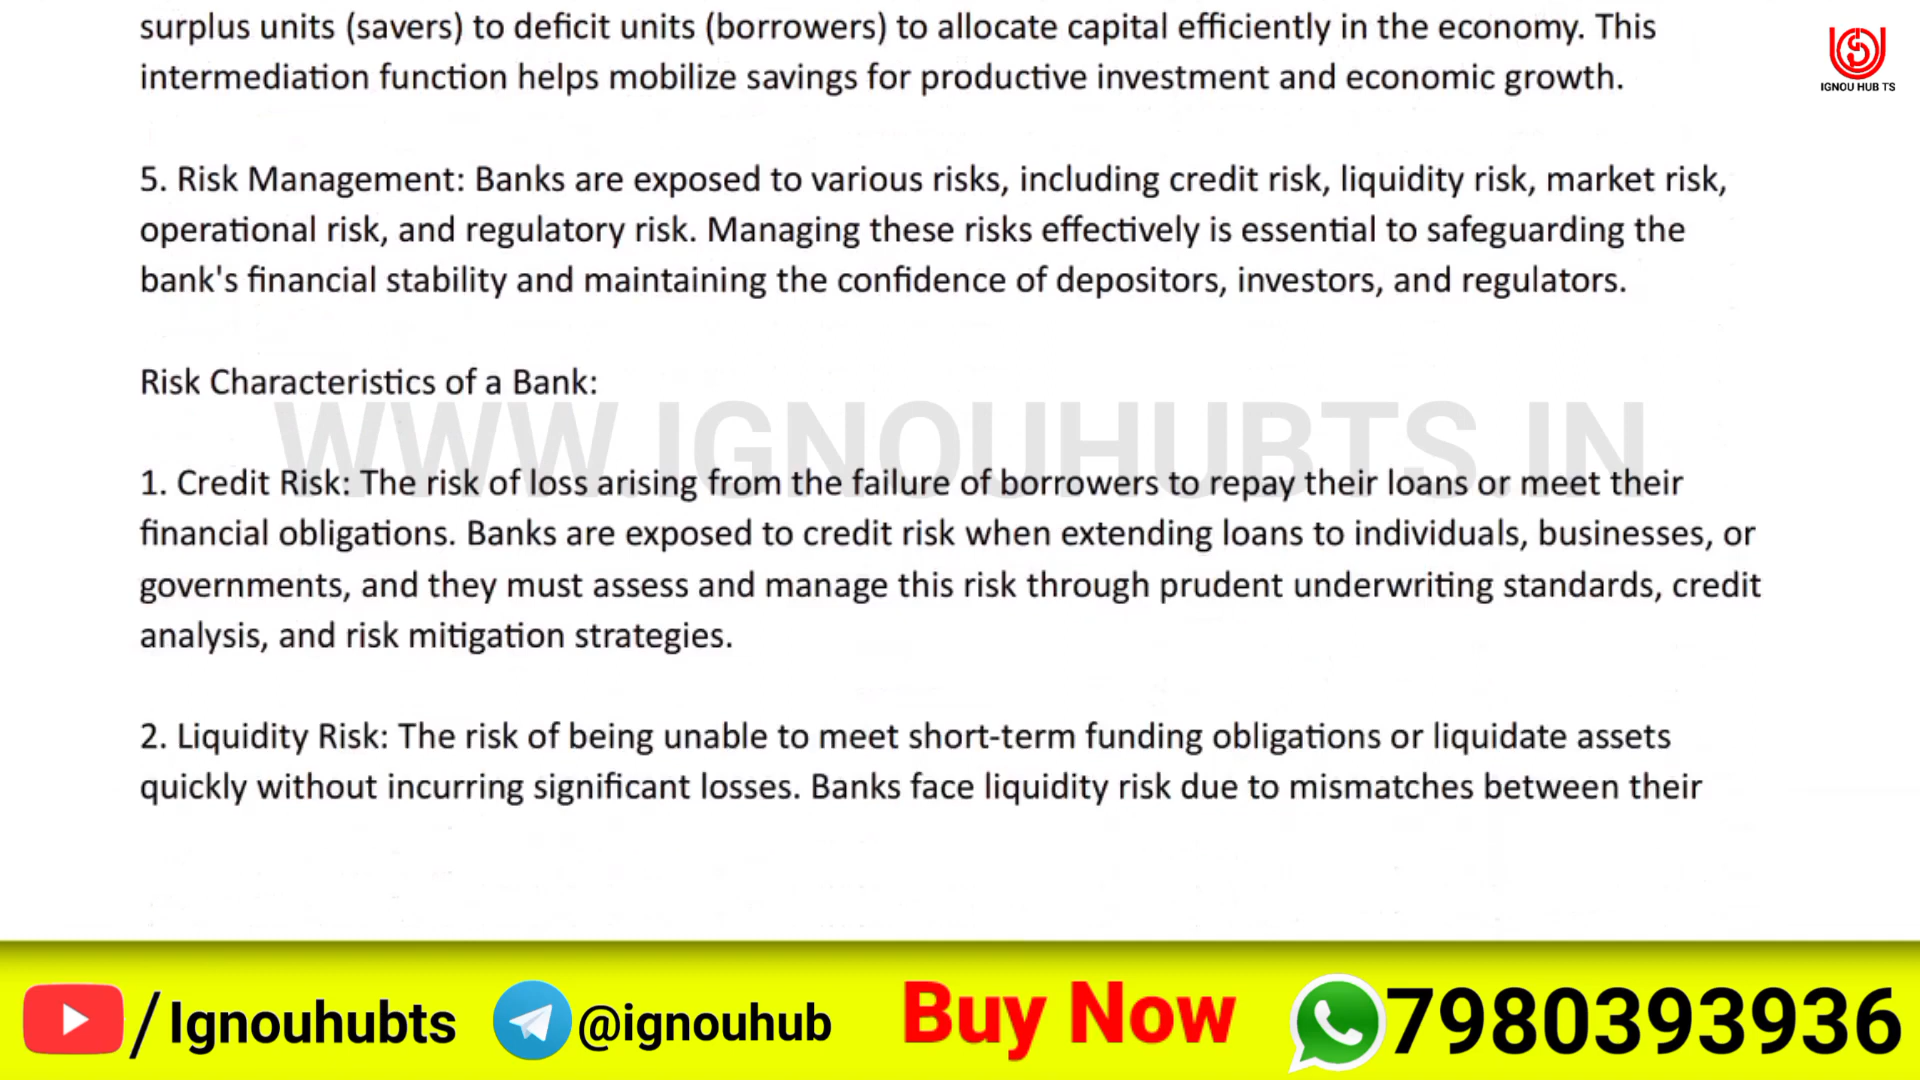 surplus units (savers) to deficit units (borrowers) to allocate capital efficiently in the economy. This
intermediation function helps mobilize savings for productive investment and economic growth.
IGNOU HUB TS
5. Risk Management: Banks are exposed to various risks, including credit risk, liquidity risk, market risk,
operational risk, and regulatory risk. Managing these risks effectively is essential to safeguarding the
bank's financial stability and maintaining the confidence of depositors, investors, and regulators.
Risk Characteristics of a Bank:
WWW.IGNOUHUBTS.IN
1. Credit Risk: The risk of loss arising from the failure of borrowers to repay their loans or meet their
financial obligations. Banks are exposed to credit risk when extending loans to individuals, businesses, or
governments, and they must assess and manage this risk through prudent underwriting standards, credit
analysis, and risk mitigation strategies.
2. Liquidity Risk: The risk of being unable to meet short-term funding obligations or liquidate assets
quickly without incurring significant losses. Banks face liquidity risk due to mismatches between their
/Ignouhubts @ignouhub Buy Now 7980393936